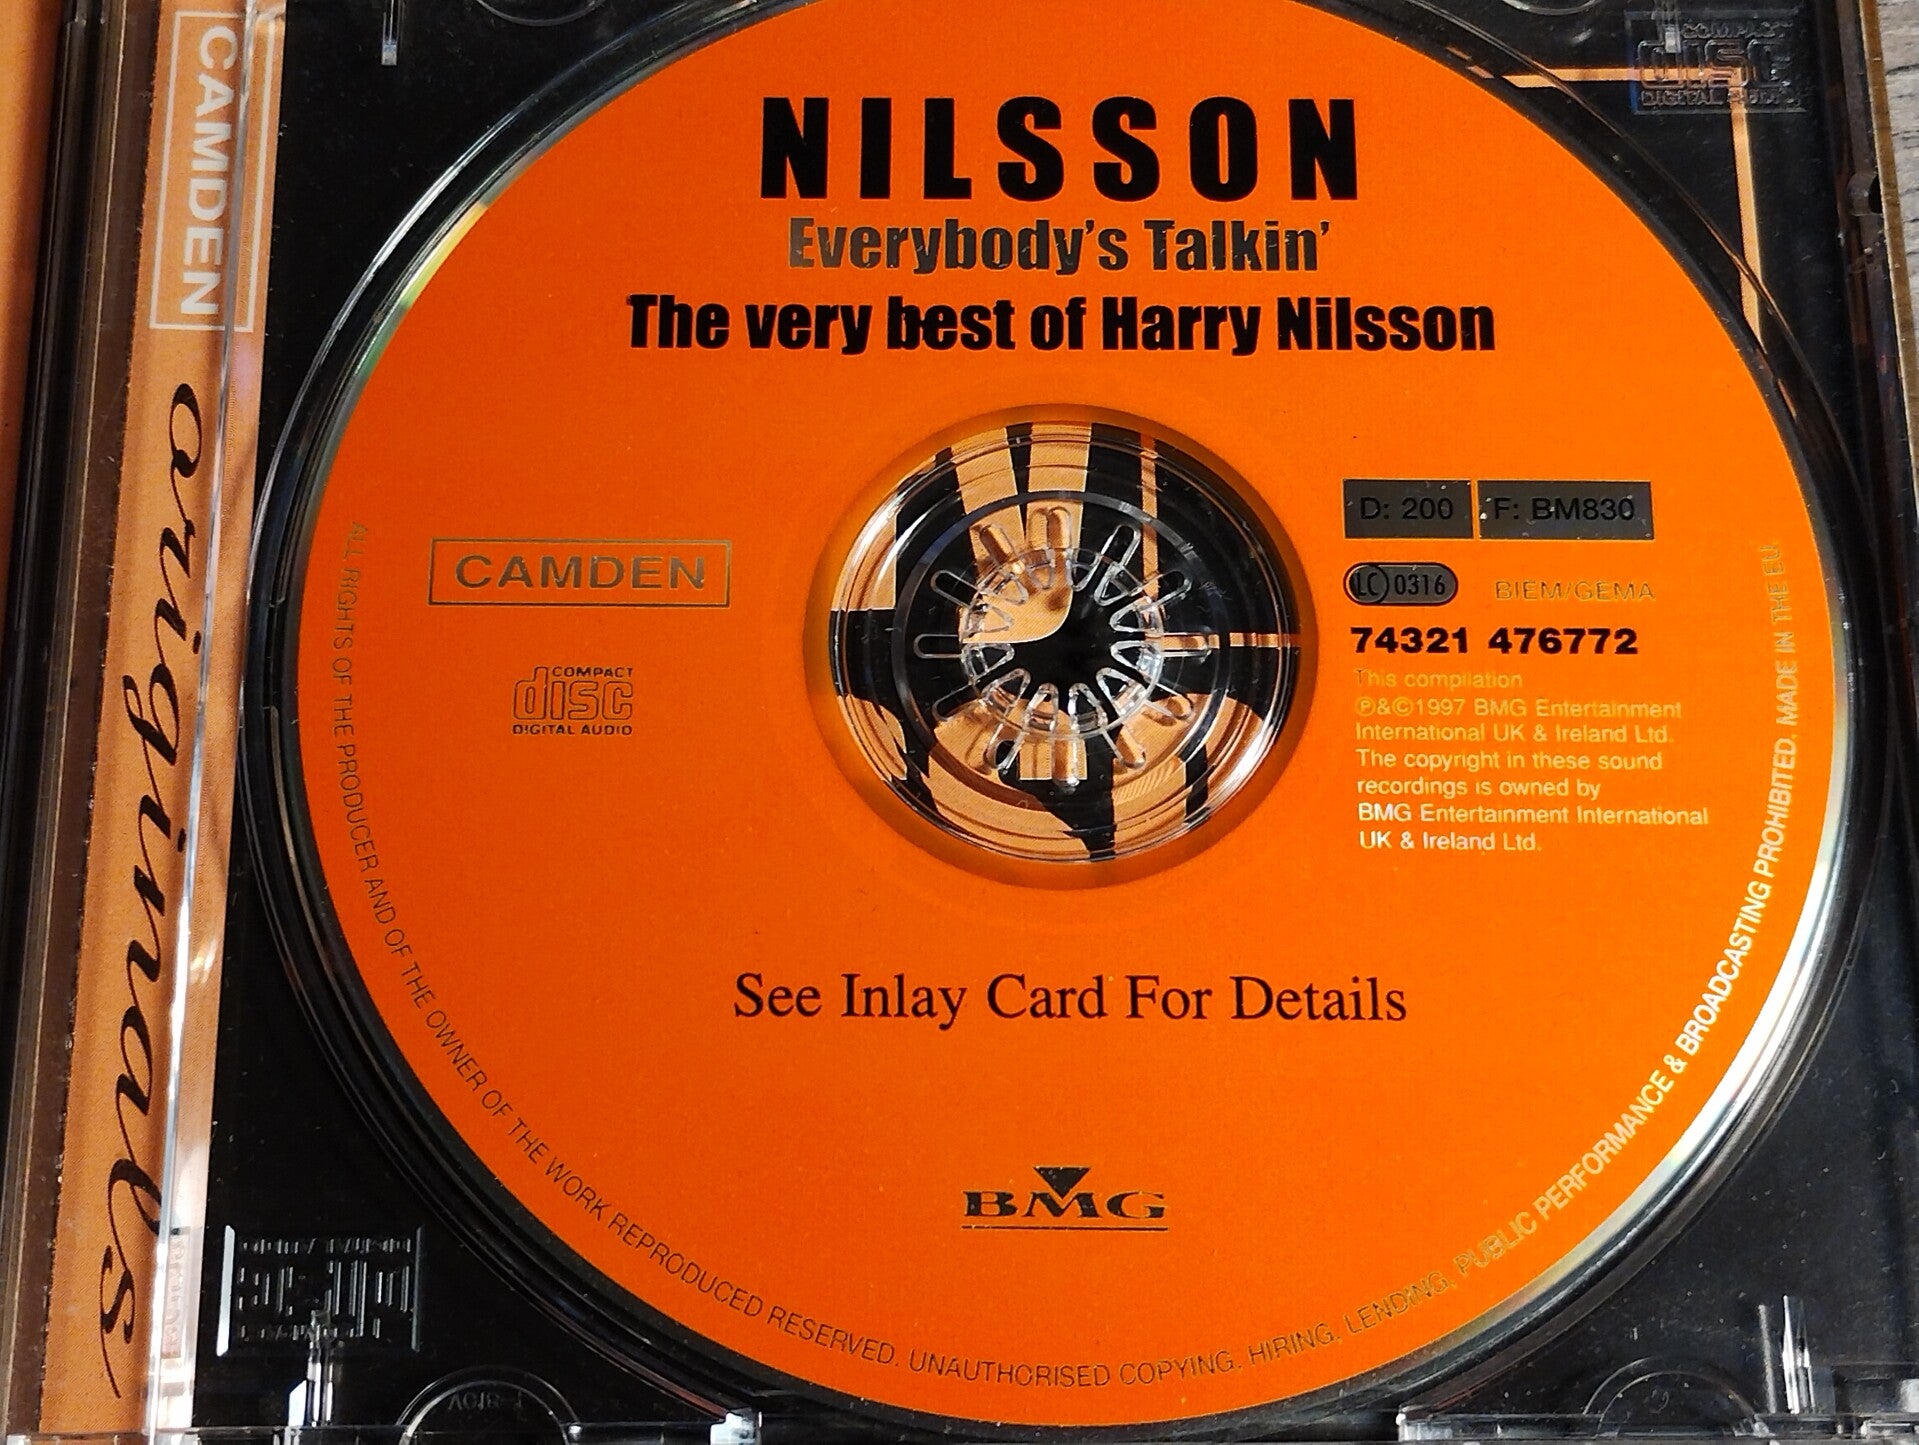 NILSSON
Everybody's Talkin'
The very best of Harry Nilsson
CAMDEN
originals
CAMDEN
COMPACT
disc
DIGITAL AUDIO
D: 200 F: BM830
LC 0316 BIEM/GEMA
74321 476772
This compilation
℗&©1997 BMG Entertainment
International UK & Ireland Ltd.
The copyright in these sound
recordings is owned by
BMG Entertainment International
UK & Ireland Ltd.
See Inlay Card For Details
BMG
ALL RIGHTS OF THE PRODUCER AND OF THE OWNER OF THE WORK REPRODUCED RESERVED. UNAUTHORISED COPYING, HIRING, LENDING, PUBLIC PERFORMANCE & BROADCASTING PROHIBITED. MADE IN THE EU.
COMPACT
disc
DIGITAL AUDIO